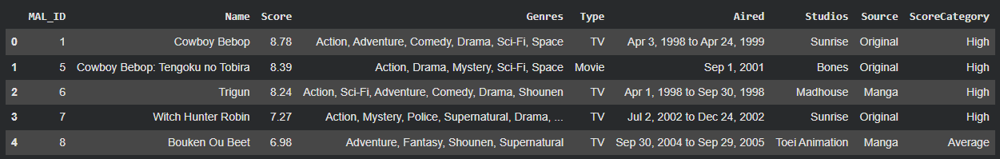 MAL_ID Name Score Genres Type Aired Studios Source ScoreCategory
0 1 Cowboy Bebop 8.78 Action, Adventure, Comedy, Drama, Sci-Fi, Space TV Apr 3, 1998 to Apr 24, 1999 Sunrise Original High
1 5 Cowboy Bebop: Tengoku no Tobira 8.39 Action, Drama, Mystery, Sci-Fi, Space Movie Sep 1, 2001 Bones Original High
2 6 Trigun 8.24 Action, Sci-Fi, Adventure, Comedy, Drama, Shounen TV Apr 1, 1998 to Sep 30, 1998 Madhouse Manga High
3 7 Witch Hunter Robin 7.27 Action, Mystery, Police, Supernatural, Drama, ... TV Jul 2, 2002 to Dec 24, 2002 Sunrise Original High
4 8 Bouken Ou Beet 6.98 Adventure, Fantasy, Shounen, Supernatural TV Sep 30, 2004 to Sep 29, 2005 Toei Animation Manga Average